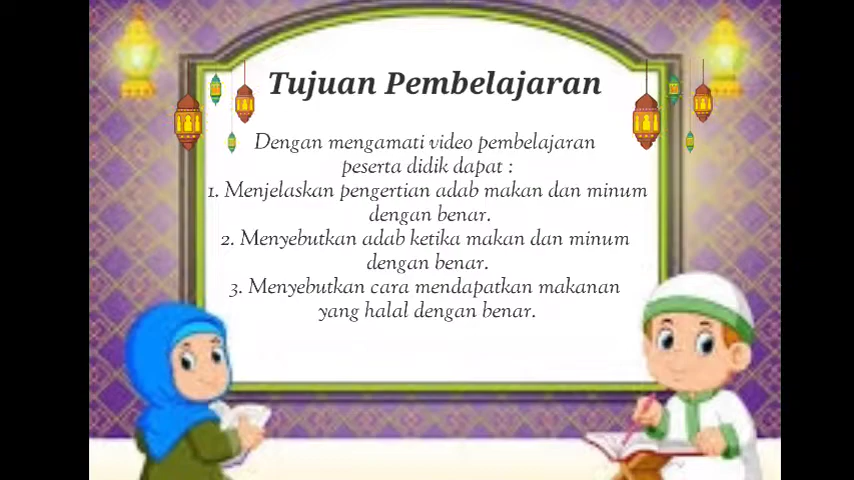 Tujuan Pembelajaran
Dengan mengamati video pembelajaran
peserta didik dapat :
1. Menjelaskan pengertian adab makan dan minum
dengan benar.
2. Menyebutkan adab ketika makan dan minum
dengan benar.
3. Menyebutkan cara mendapatkan makanan
yang halal dengan benar.